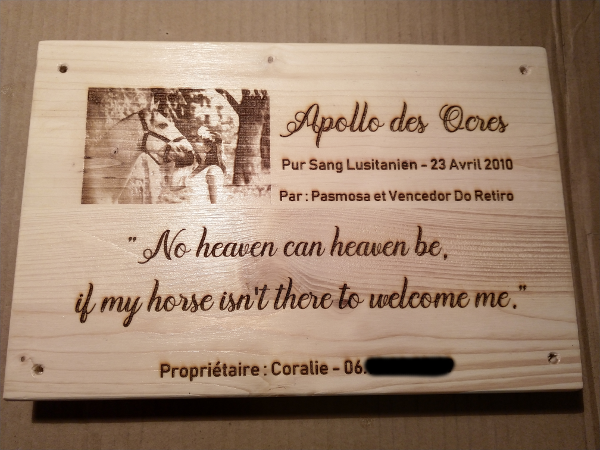 Apollo des Ocres
Pur Sang Lusitanien - 23 Avril 2010
Par : Pasmosa et Vencedor Do Retiro
" No heaven can heaven be,
if my horse isn't there to welcome me."
Propriétaire : Coralie - 06.